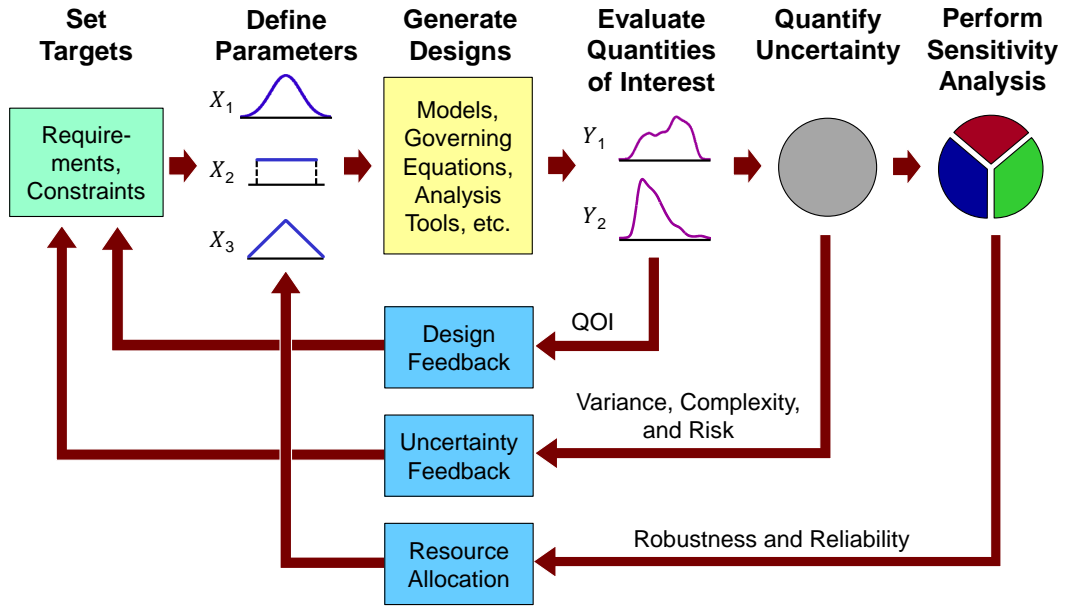 Set
Targets
Define
Parameters
Generate
Designs
Evaluate
Quantities
of Interest
Quantify
Uncertainty
Perform
Sensitivity
Analysis
Require-
ments,
Constraints
X₁
X₂
X₃
Models,
Governing
Equations,
Analysis
Tools, etc.
Y₁
Y₂
QOI
Design
Feedback
Variance, Complexity,
and Risk
Uncertainty
Feedback
Robustness and Reliability
Resource
Allocation